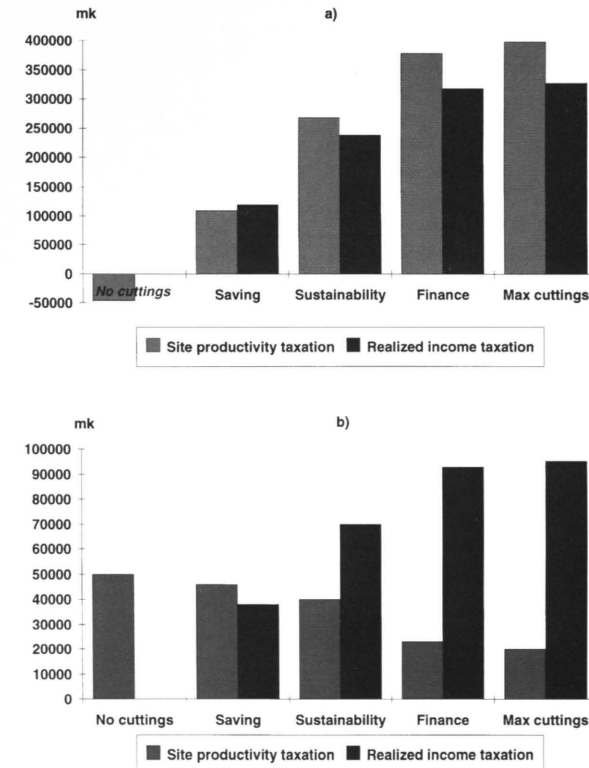 mk
a)
400000
350000
300000
250000
200000
150000
100000
50000
0
-50000
No cuttings
Saving
Sustainability
Finance
Max cuttings
Site productivity taxation
Realized income taxation
mk
b)
100000
90000
80000
70000
60000
50000
40000
30000
20000
10000
0
No cuttings
Saving
Sustainability
Finance
Max cuttings
Site productivity taxation
Realized income taxation